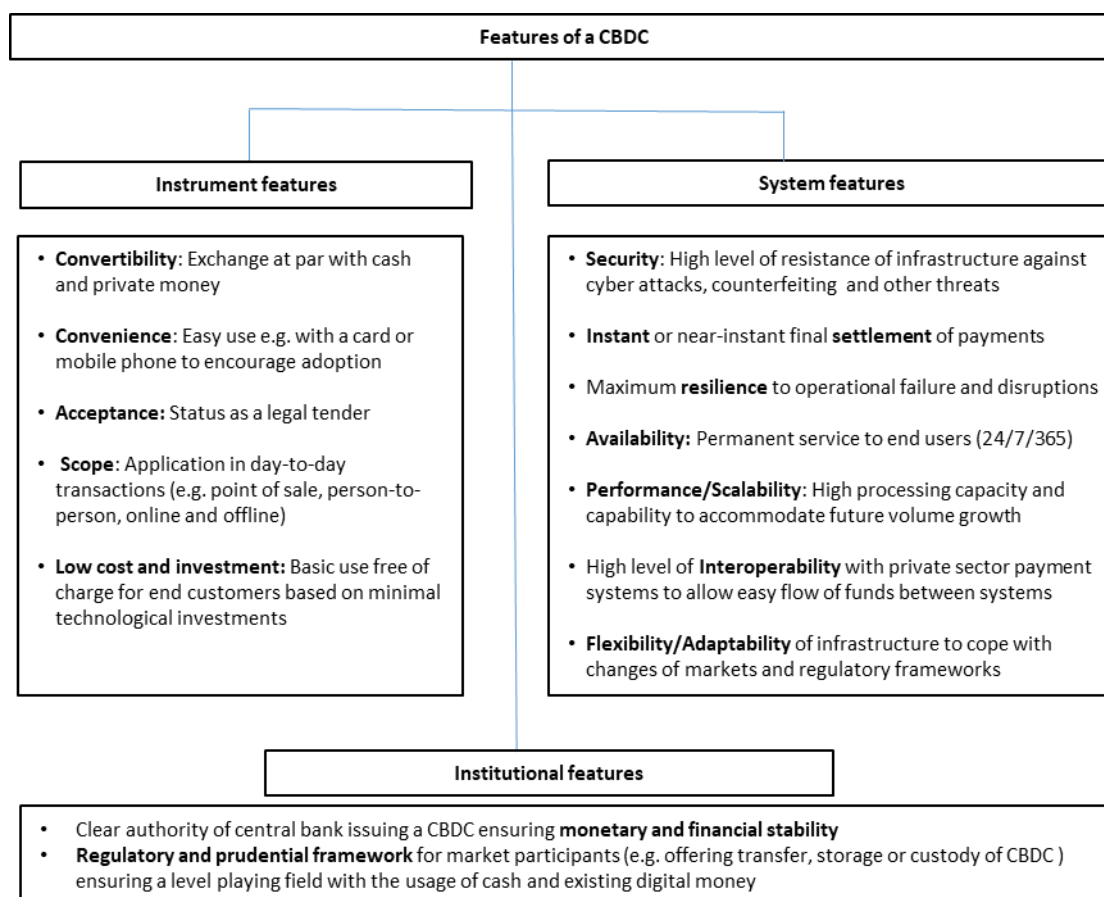 Features of a CBDC
Instrument features
• Convertibility: Exchange at par with cash
and private money
• Convenience: Easy use e.g. with a card or
mobile phone to encourage adoption
• Acceptance: Status as a legal tender
• Scope: Application in day-to-day
transactions (e.g. point of sale, person-to-
person, online and offline)
• Low cost and investment: Basic use free of
charge for end customers based on minimal
technological investments
System features
• Security: High level of resistance of infrastructure against
cyber attacks, counterfeiting and other threats
• Instant or near-instant final settlement of payments
• Maximum resilience to operational failure and disruptions
• Availability: Permanent service to end users (24/7/365)
• Performance/Scalability: High processing capacity and
capability to accommodate future volume growth
• High level of Interoperability with private sector payment
systems to allow easy flow of funds between systems
• Flexibility/Adaptability of infrastructure to cope with
changes of markets and regulatory frameworks
Institutional features
• Clear authority of central bank issuing a CBDC ensuring monetary and financial stability
• Regulatory and prudential framework for market participants (e.g. offering transfer, storage or custody of CBDC )
ensuring a level playing field with the usage of cash and existing digital money